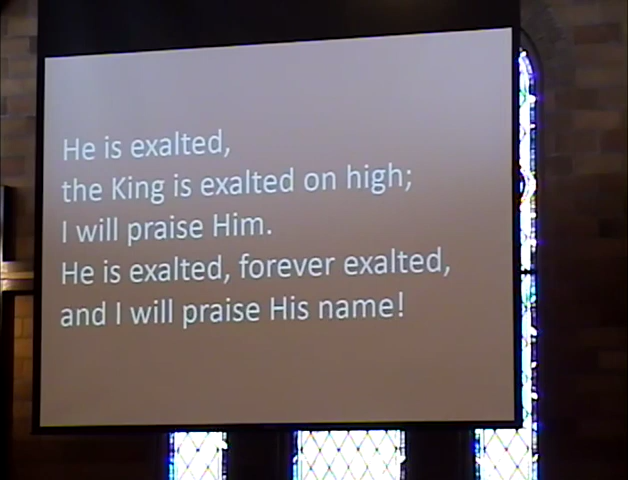 He is exalted,
the King is exalted on high;
I will praise Him.
He is exalted, forever exalted,
and I will praise His name!